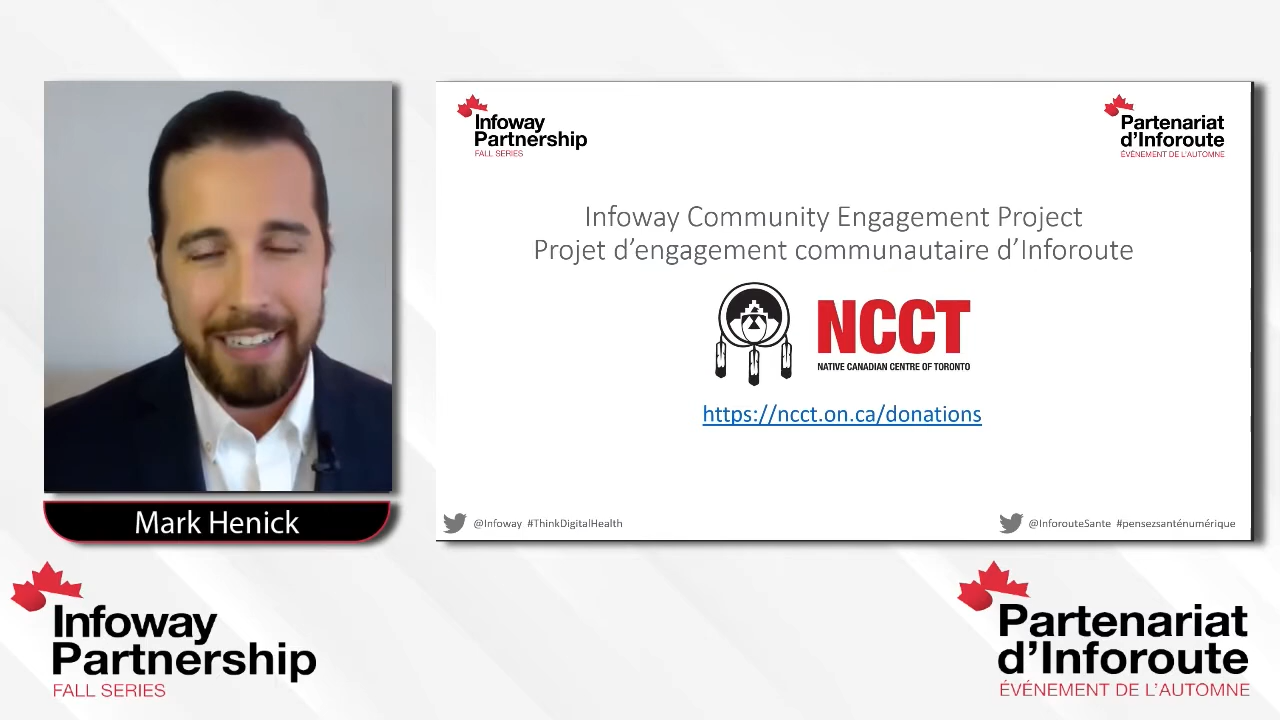 Infoway
Partnership
FALL SERIES
Partenariat
d'Inforoute
ÉVÉNEMENT DE L'AUTOMNE
Infoway Community Engagement Project
Projet d'engagement communautaire d'Inforoute
NCCT
NATIVE CANADIAN CENTRE OF TORONTO
https://ncct.on.ca/donations
@Infoway #ThinkDigitalHealth
@InforouteSante #pensezsanténumérique
Mark Henick
Infoway
Partnership
FALL SERIES
Partenariat
d'Inforoute
ÉVÉNEMENT DE L'AUTOMNE